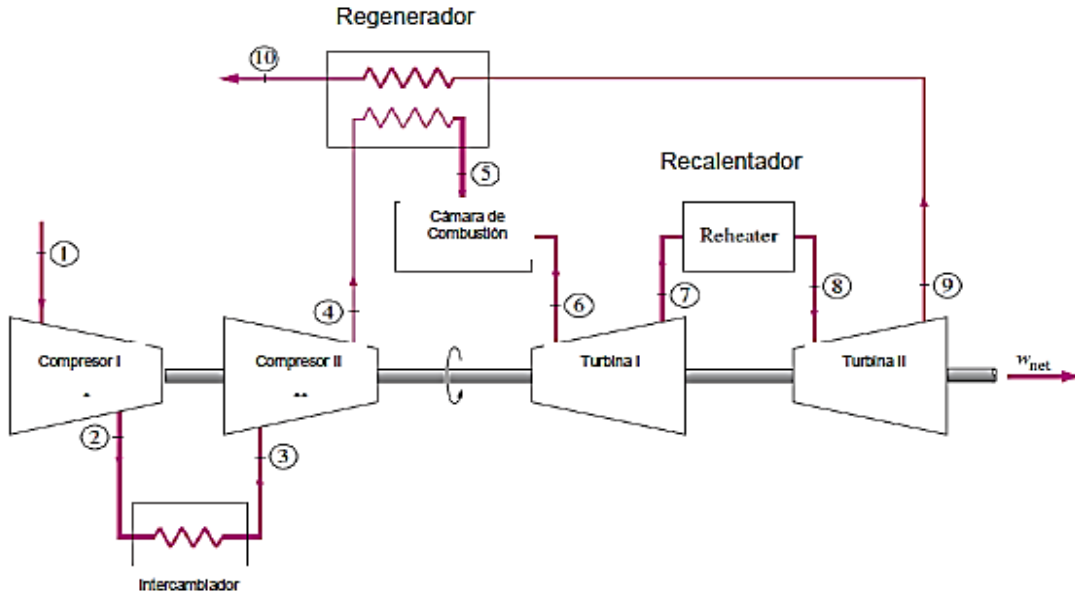 Regenerador
10
5
Recalentador
Cámara de
Combustión
Reheater
1
4
6
7
8
9
Compresor I
Compresor II
Turbina I
Turbina II
wnet
2
3
Intercambiador